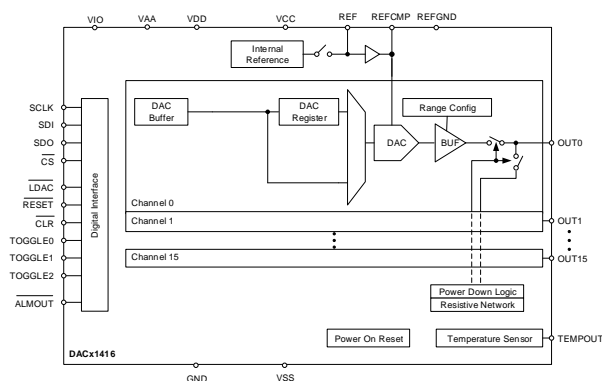 VIO
VAA
VDD
VCC
REF
REFCMP
REFGND
Internal
Reference
SCLK
SDI
SDO
CS
LDAC
RESET
CLR
TOGGLE0
TOGGLE1
TOGGLE2
ALMOUT
Digital Interface
DAC
Buffer
DAC
Register
Range Config
DAC
BUF
OUT0
Channel 0
Channel 1
OUT1
Channel 15
OUT15
Power Down Logic
Resistive Network
Power On Reset
Temperature Sensor
TEMPOUT
DACx1416
GND
VSS